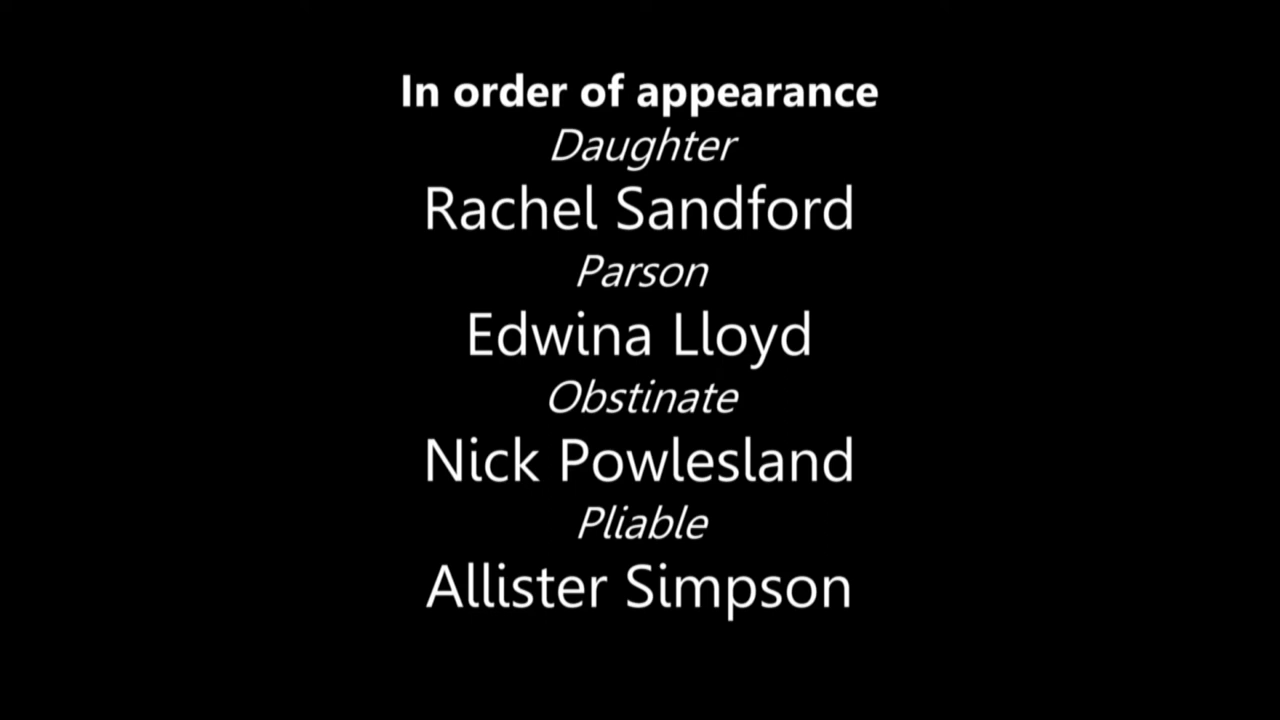 In order of appearance
Daughter
Rachel Sandford
Parson
Edwina Lloyd
Obstinate
Nick Powlesland
Pliable
Allister Simpson